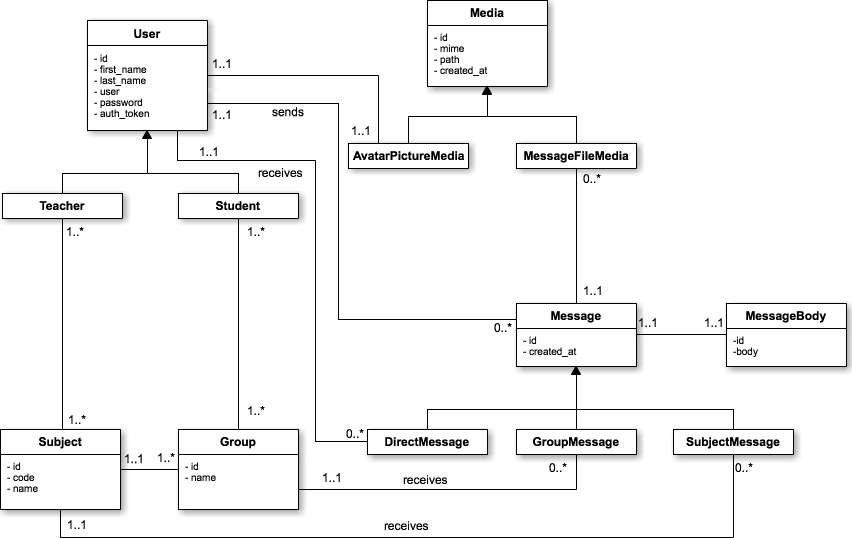 User
- id
- first_name
- last_name
- user
- password
- auth_token
Media
- id
- mime
- path
- created_at
1..1
1..1
sends
1..1
1..1
receives
AvatarPictureMedia
MessageFileMedia
0..*
Teacher
Student
1..*
1..*
1..1
0..*
Message
- id
- created_at
1..1
1..1
MessageBody
-id
-body
1..*
1..*
0..*
Subject
- id
- code
- name
1..1
1..*
Group
- id
- name
DirectMessage
GroupMessage
SubjectMessage
1..1
receives
0..*
0..*
1..1
receives